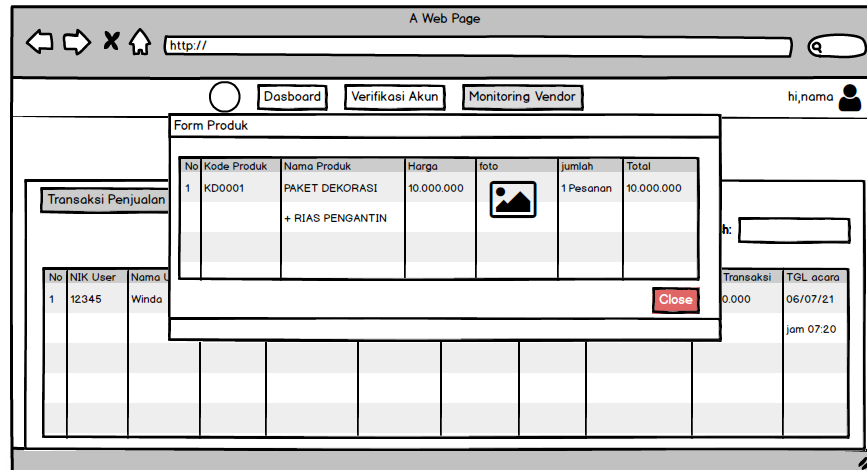 A Web Page
http://
Dasboard Verifikasi Akun Monitoring Vendor hi,nama
Form Produk
No Kode Produk Nama Produk Harga foto jumlah Total
1 KD0001 PAKET DEKORASI 10.000.000 1 Pesanan 10.000.000
+ RIAS PENGANTIN
Transaksi Penjualan
h:
Close
No NIK User Nama U Transaksi TGL acara
1 12345 Winda 0.000 06/07/21
jam 07:20